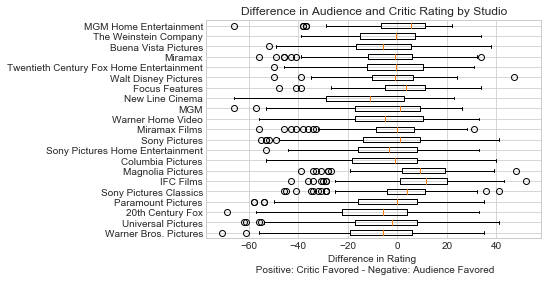 Difference in Audience and Critic Rating by Studio
MGM Home Entertainment
The Weinstein Company
Buena Vista Pictures
Miramax
Twentieth Century Fox Home Entertainment
Walt Disney Pictures
Focus Features
New Line Cinema
MGM
Warner Home Video
Miramax Films
Sony Pictures
Sony Pictures Home Entertainment
Columbia Pictures
Magnolia Pictures
IFC Films
Sony Pictures Classics
Paramount Pictures
20th Century Fox
Universal Pictures
Warner Bros. Pictures
−60 −40 −20 0 20 40
Difference in Rating
Positive: Critic Favored - Negative: Audience Favored